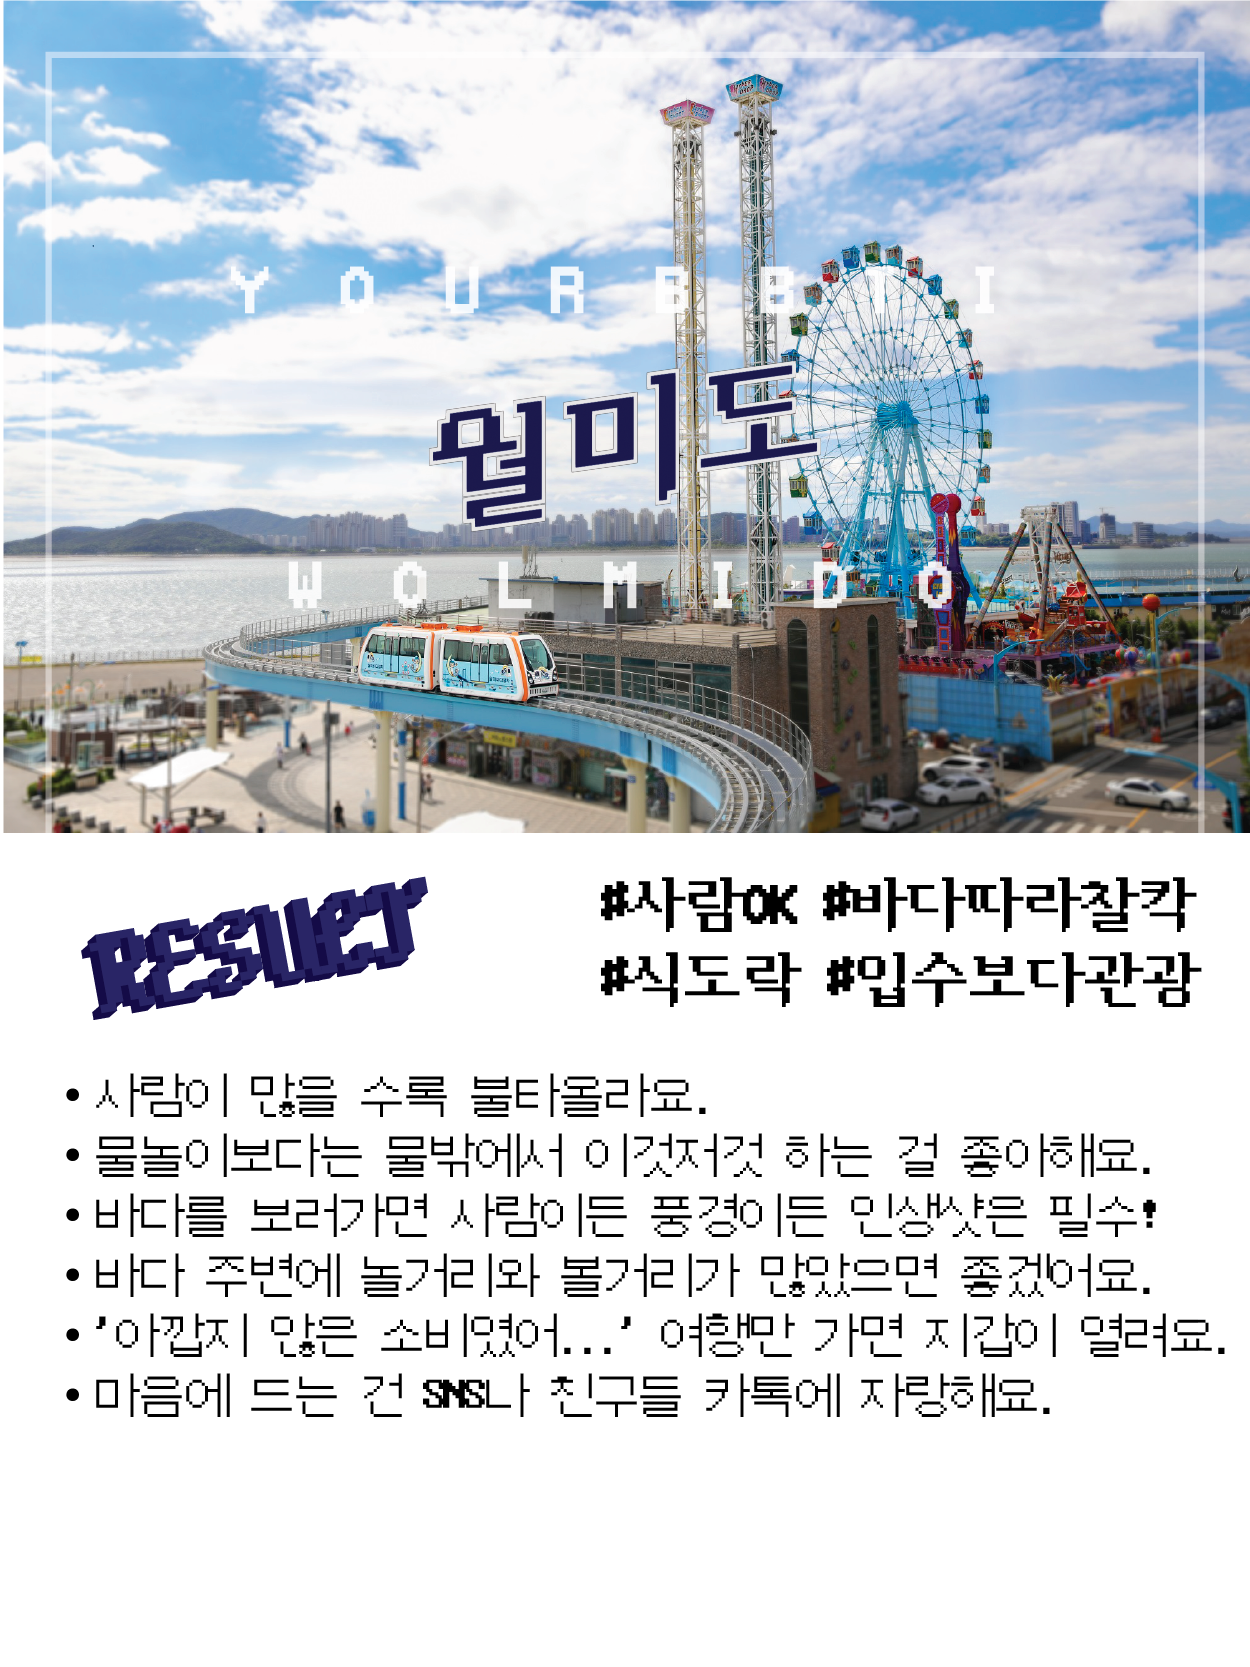 YOUR BBTI
월미도
WOLMIDO
RESULT
#사람OK #바다따라찰칵
#식도락 #입수보다관광
• 사람이 많을 수록 불타올라요.
• 물놀이보다는 물밖에서 이것저것 하는 걸 좋아해요.
• 바다를 보러가면 사람이든 풍경이든 인생샷은 필수!
• 바다 주변에 놀거리와 볼거리가 많았으면 좋겠어요.
• '아깝지 않은 소비였어...' 여행만 가면 지갑이 열려요.
• 마음에 드는 건 SNS나 친구들 카톡에 자랑해요.